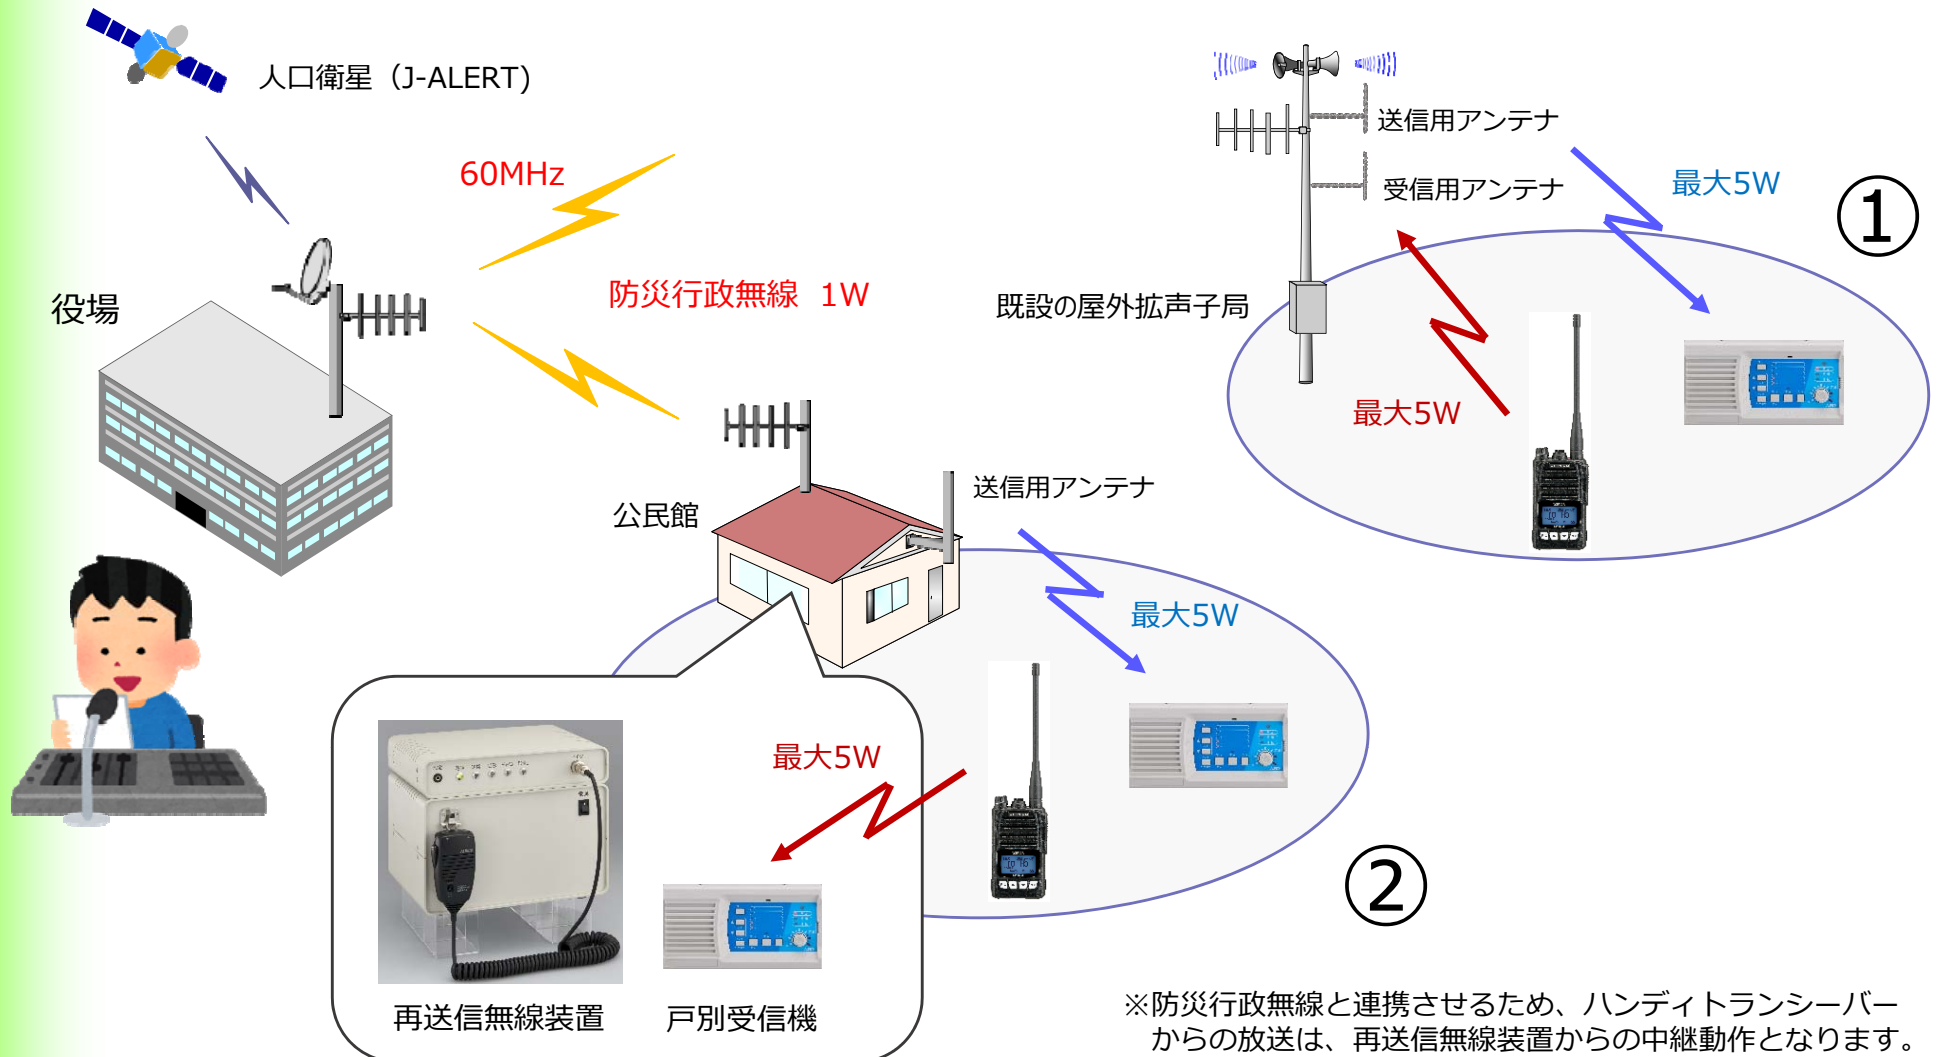 人口衛星（J-ALERT)
60MHz
役場
防災行政無線 1W
送信用アンテナ
受信用アンテナ
最大5W
①
既設の屋外拡声子局
最大5W
公民館
送信用アンテナ
最大5W
最大5W
②
再送信無線装置
戸別受信機
※防災行政無線と連携させるため、ハンディトランシーバー
からの放送は、再送信無線装置からの中継動作となります。